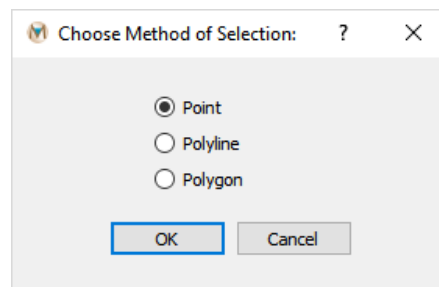 Choose Method of Selection: ?
Point
Polyline
Polygon
OK Cancel